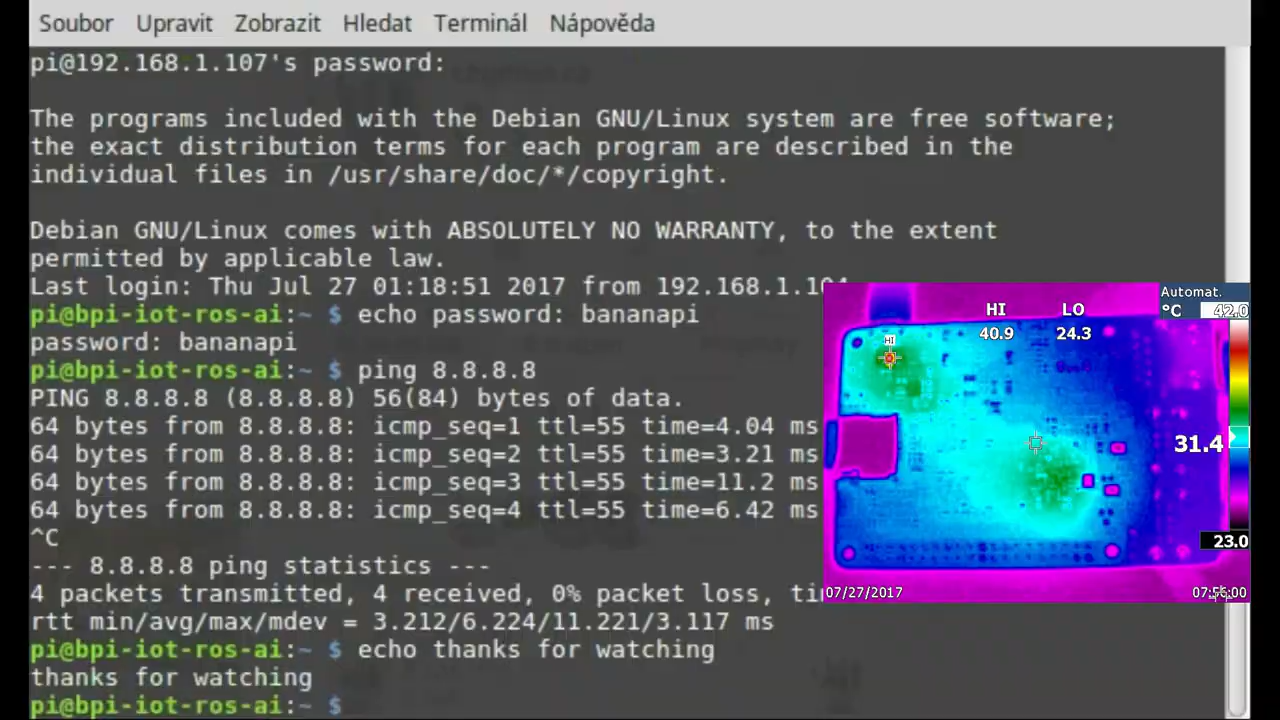 Soubor Upravit Zobrazit Hledat Terminál Nápověda
pi@192.168.1.107's password:
The programs included with the Debian GNU/Linux system are free software;
the exact distribution terms for each program are described in the
individual files in /usr/share/doc/*/copyright.
Debian GNU/Linux comes with ABSOLUTELY NO WARRANTY, to the extent
permitted by applicable law.
Last login: Thu Jul 27 01:18:51 2017 from 192.168.1.104
pi@bpi-iot-ros-ai:~ $ echo password: bananapi
password: bananapi
pi@bpi-iot-ros-ai:~ $ ping 8.8.8.8
PING 8.8.8.8 (8.8.8.8) 56(84) bytes of data.
64 bytes from 8.8.8.8: icmp_seq=1 ttl=55 time=4.04 ms
64 bytes from 8.8.8.8: icmp_seq=2 ttl=55 time=3.21 ms
64 bytes from 8.8.8.8: icmp_seq=3 ttl=55 time=11.2 ms
64 bytes from 8.8.8.8: icmp_seq=4 ttl=55 time=6.42 ms
^C
--- 8.8.8.8 ping statistics ---
4 packets transmitted, 4 received, 0% packet loss,
rtt min/avg/max/mdev = 3.212/6.224/11.221/3.117 ms
pi@bpi-iot-ros-ai:~ $ echo thanks for watching
thanks for watching
pi@bpi-iot-ros-ai:~ $
Automat.
°C 42.0
HI LO
40.9 24.3
HI
31.4
23.0
07/27/2017 07:56:00